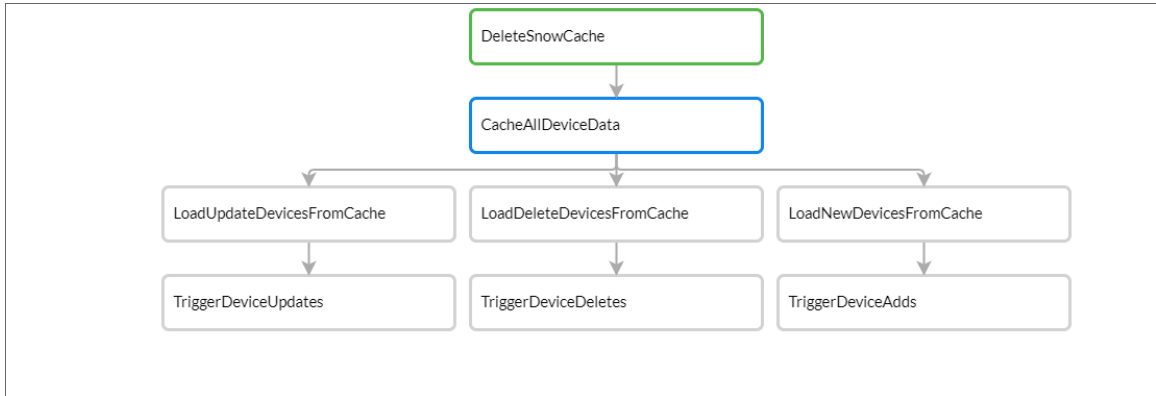 DeleteSnowCache
CacheAllDeviceData
LoadUpdateDevicesFromCache
LoadDeleteDevicesFromCache
LoadNewDevicesFromCache
TriggerDeviceUpdates
TriggerDeviceDeletes
TriggerDeviceAdds